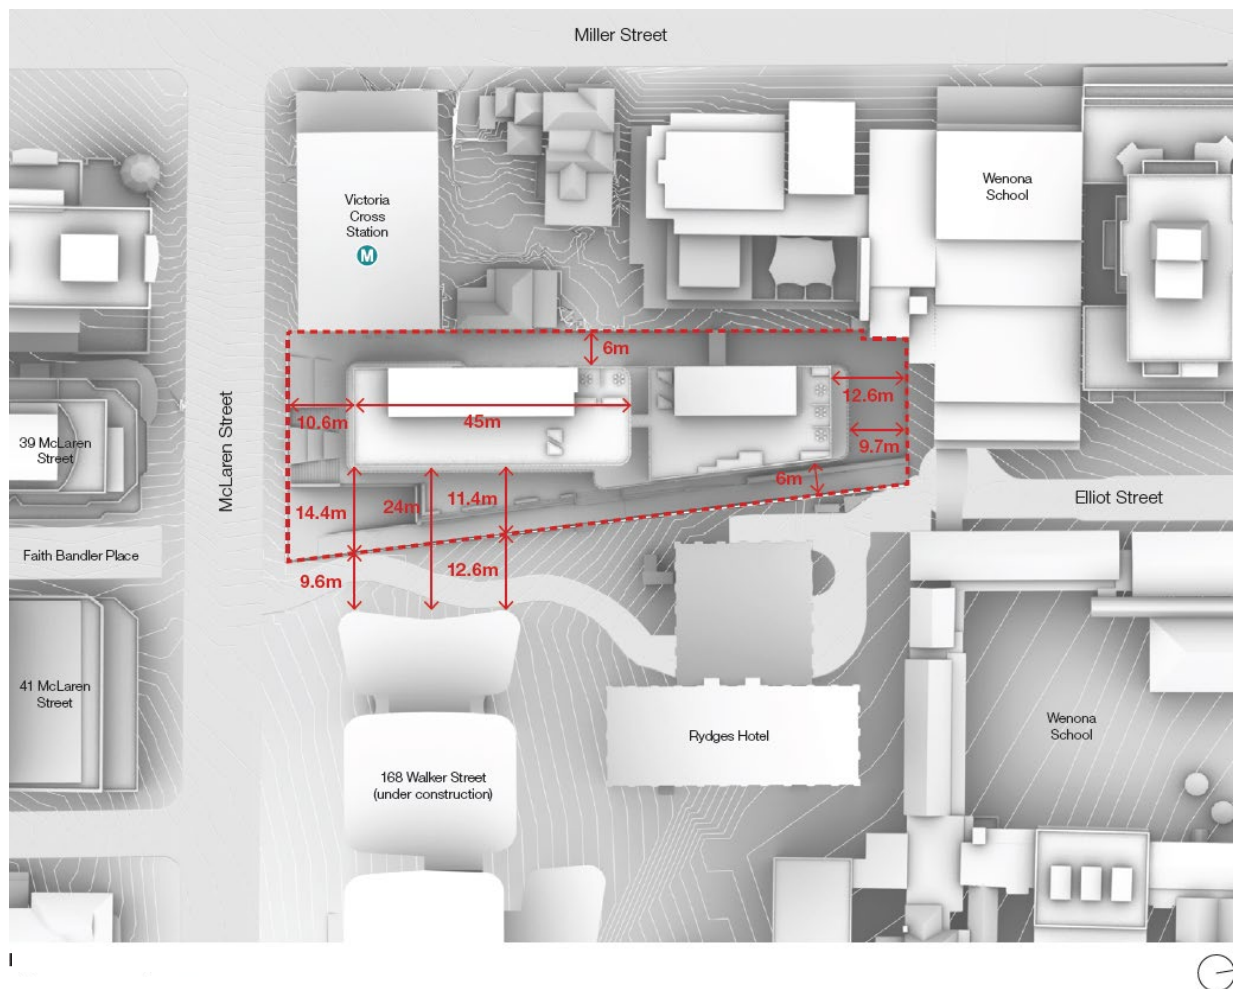 Miller Street
Victoria
Cross
Station
M
Wenona
School
6m
12.6m
10.6m
45m
9.7m
39 McLaren
Street
McLaren Street
6m
14.4m
24m
11.4m
Elliot Street
Faith Bandler Place
9.6m
12.6m
41 McLaren
Street
Rydges Hotel
Wenona
School
168 Walker Street
(under construction)